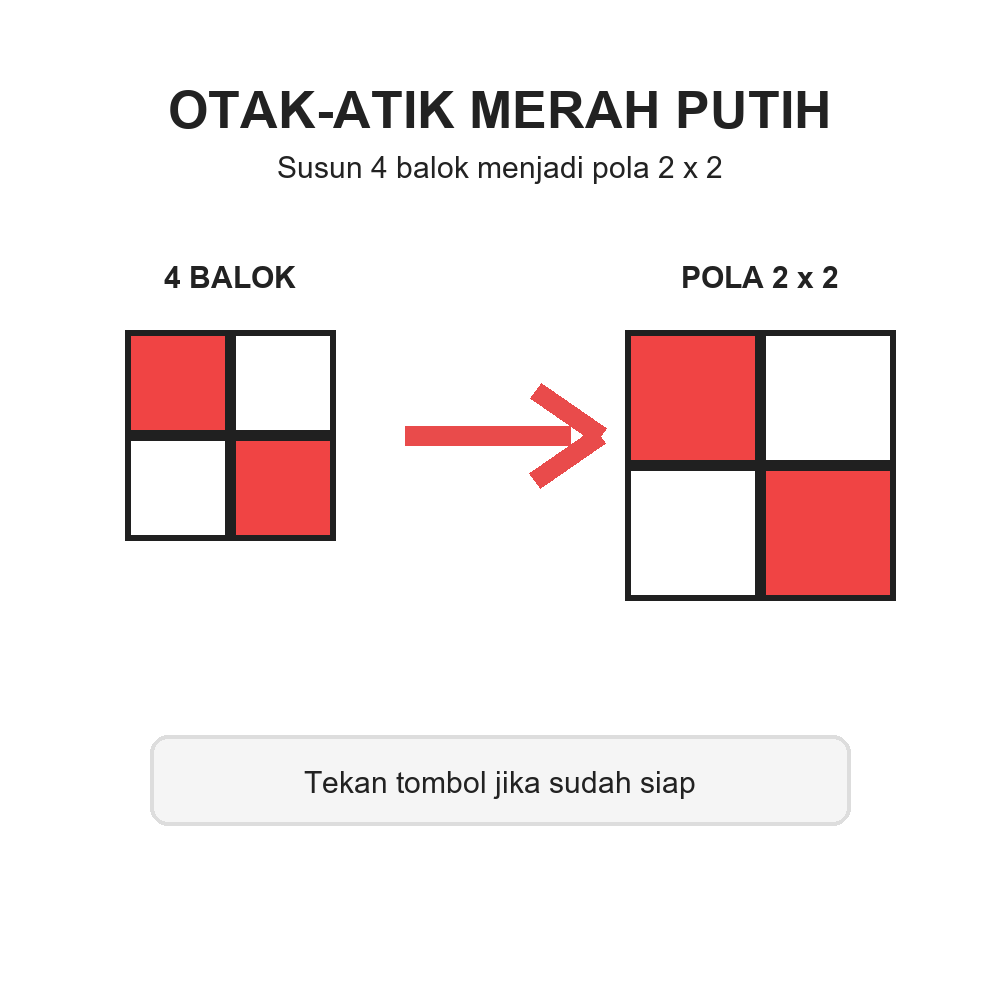 OTAK-ATIK MERAH PUTIH
Susun 4 balok menjadi pola 2 x 2
4 BALOK
POLA 2 x 2
Tekan tombol jika sudah siap